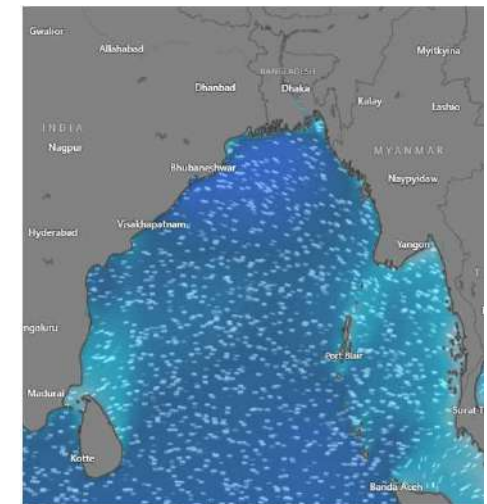 Gwalior
Allahabad
Myitkyina
BANGLADESH
Dhanbad
Dhaka
Kalay
Lashio
INDIA
Nagpur
MYANMAR
Bhubaneshwar
Naypyidaw
Visakhapatnam
Hyderabad
Yangon
T
engaluru
Port Blair
Madurai
Surat T
Kotte
Banda Aceh